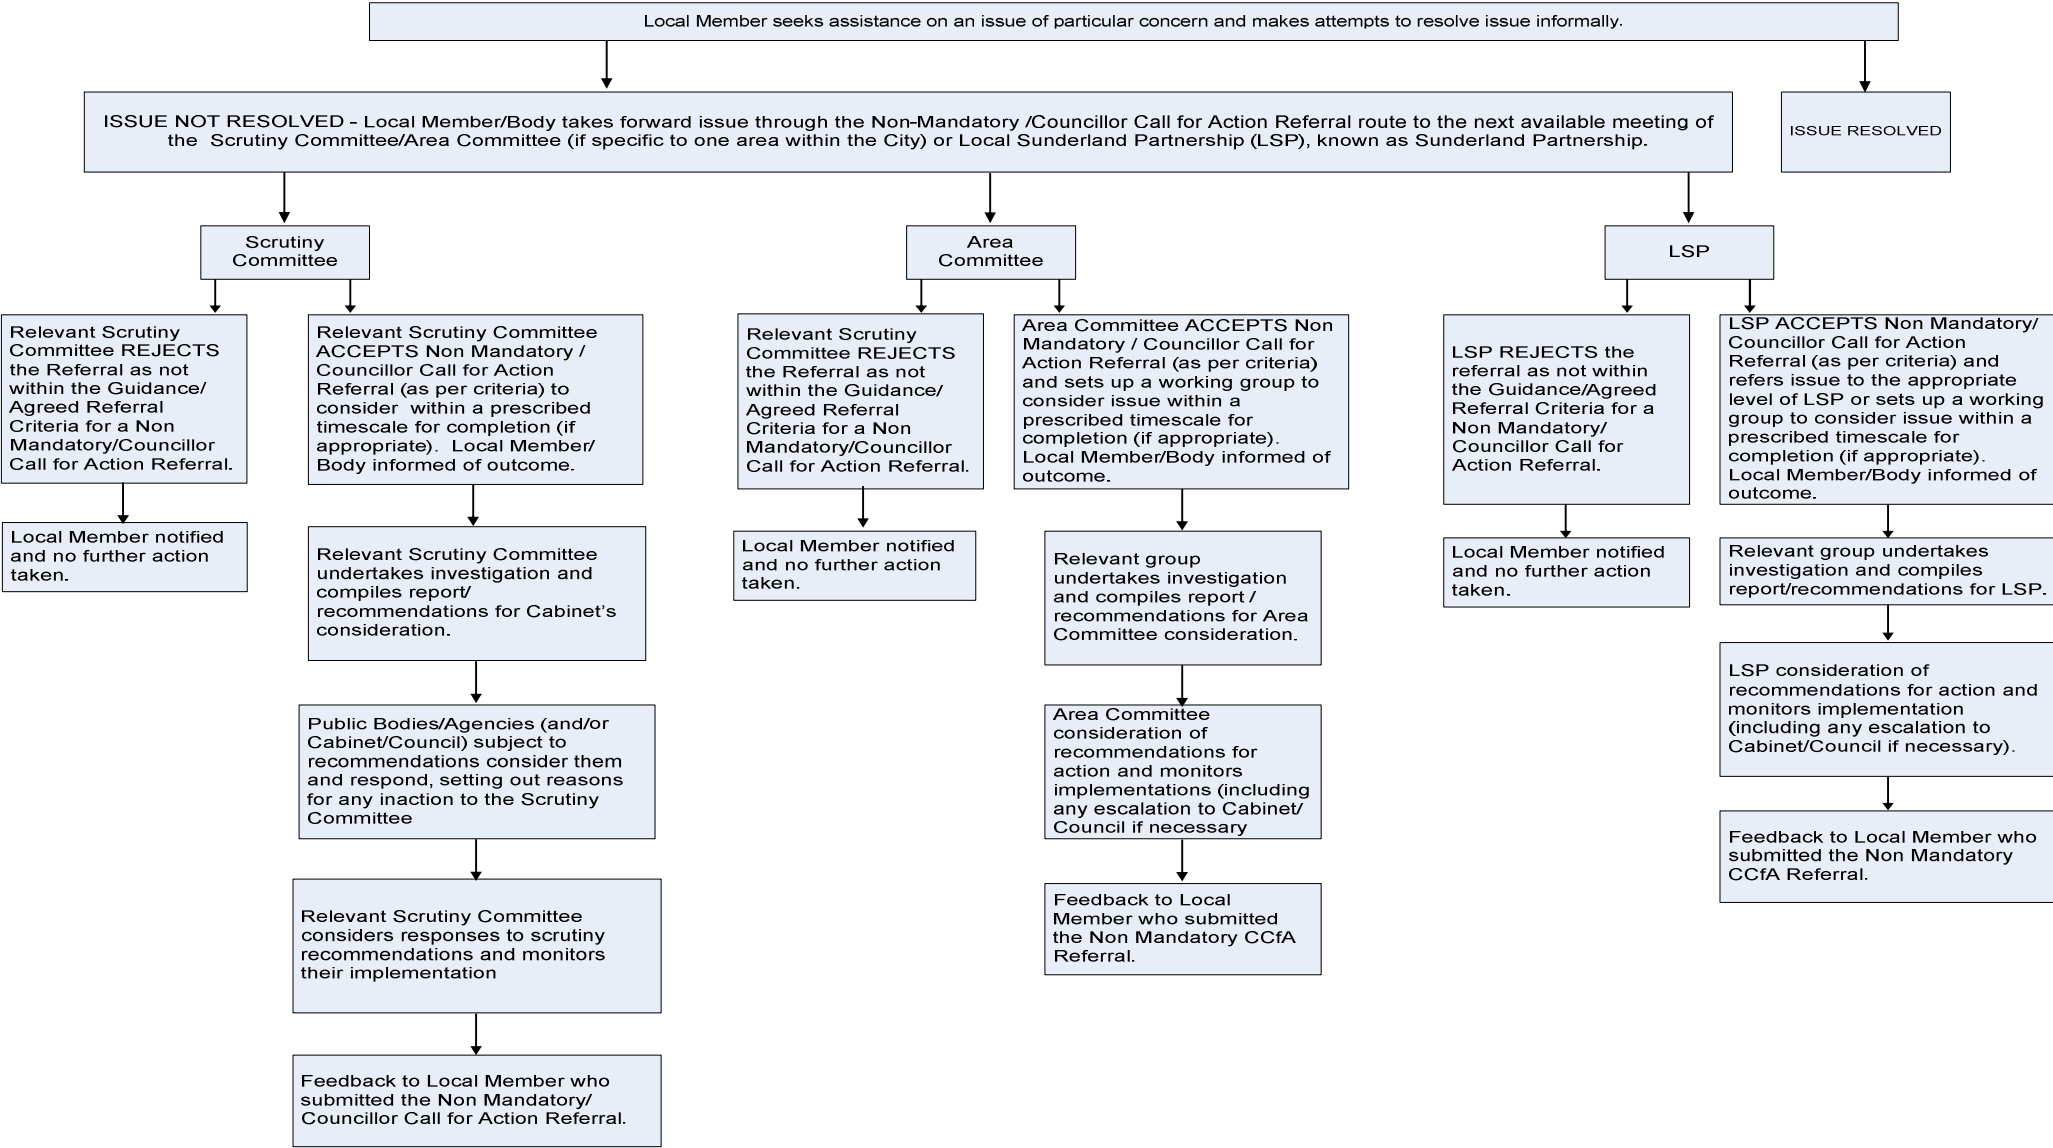 Local Member seeks assistance on an issue of particular concern and makes attempts to resolve issue informally.
ISSUE NOT RESOLVED - Local Member/Body takes forward issue through the Non-Mandatory /Councillor Call for Action Referral route to the next available meeting of
the Scrutiny Committee/Area Committee (if specific to one area within the City) or Local Sunderland Partnership (LSP), known as Sunderland Partnership.
ISSUE RESOLVED
Scrutiny
Committee
Area
Committee
LSP
Relevant Scrutiny
Committee REJECTS
the Referral as not
within the Guidance/
Agreed Referral
Criteria for a Non
Mandatory/Councillor
Call for Action Referral.
Local Member notified
and no further action
taken.
Relevant Scrutiny Committee
ACCEPTS Non Mandatory /
Councillor Call for Action
Referral (as per criteria) to
consider within a prescribed
timescale for completion (if
appropriate). Local Member/
Body informed of outcome.
Relevant Scrutiny Committee
undertakes investigation and
compiles report/
recommendations for Cabinet's
consideration.
Public Bodies/Agencies (and/or
Cabinet/Council) subject to
recommendations consider them
and respond, setting out reasons
for any inaction to the Scrutiny
Committee
Relevant Scrutiny Committee
considers responses to scrutiny
recommendations and monitors
their implementation
Feedback to Local Member who
submitted the Non Mandatory/
Councillor Call for Action Referral.
Relevant Scrutiny
Committee REJECTS
the Referral as not
within the Guidance/
Agreed Referral
Criteria for a Non
Mandatory/Councillor
Call for Action Referral.
Local Member notified
and no further action
taken.
Area Committee ACCEPTS Non
Mandatory / Councillor Call for
Action Referral (as per criteria)
and sets up a working group to
consider issue within a
prescribed timescale for
completion (if appropriate).
Local Member/Body informed of
outcome.
Relevant group
undertakes investigation
and compiles report /
recommendations for Area
Committee consideration.
Area Committee
consideration of
recommendations for
action and monitors
implementations (including
any escalation to Cabinet/
Council if necessary
Feedback to Local
Member who submitted
the Non Mandatory CCfA
Referral.
LSP REJECTS the
referral as not within
the Guidance/Agreed
Referral Criteria for a
Non Mandatory/
Councillor Call for
Action Referral.
Local Member notified
and no further action
taken.
LSP ACCEPTS Non Mandatory/
Councillor Call for Action
Referral (as per criteria) and
refers issue to the appropriate
level of LSP or sets up a working
group to consider issue within a
prescribed timescale for
completion (if appropriate).
Local Member/Body informed of
outcome.
Relevant group undertakes
investigation and compiles
report/recommendations for LSP.
LSP consideration of
recommendations for action and
monitors implementation
(including any escalation to
Cabinet/Council if necessary).
Feedback to Local Member who
submitted the Non Mandatory
CCfA Referral.